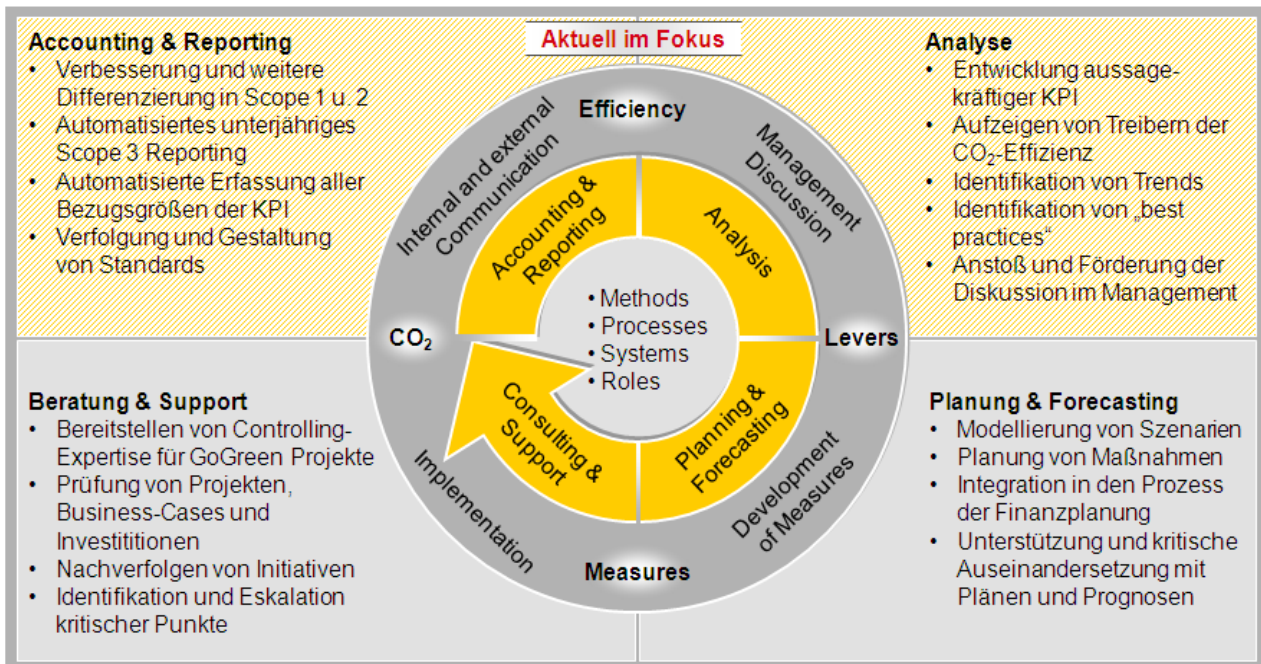 Aktuell im Fokus
Accounting & Reporting
• Verbesserung und weitere
Differenzierung in Scope 1 u. 2
• Automatisiertes unterjähriges
Scope 3 Reporting
• Automatisierte Erfassung aller
Bezugsgrößen der KPI
• Verfolgung und Gestaltung
von Standards
Analyse
• Entwicklung aussage-
kräftiger KPI
• Aufzeigen von Treibern der
CO₂-Effizienz
• Identifikation von Trends
• Identifikation von „best
practices“
• Anstoß und Förderung der
Diskussion im Management
Efficiency
Internal and external
Communication
Management
Discussion
Accounting &
Reporting
Analysis
• Methods
• Processes
• Systems
• Roles
CO₂
Levers
Consulting &
Support
Planning &
Forecasting
Implementation
Development
of Measures
Measures
Beratung & Support
• Bereitstellen von Controlling-
Expertise für GoGreen Projekte
• Prüfung von Projekten,
Business-Cases und
Investititionen
• Nachverfolgen von Initiativen
• Identifikation und Eskalation
kritischer Punkte
Planung & Forecasting
• Modellierung von Szenarien
• Planung von Maßnahmen
• Integration in den Prozess
der Finanzplanung
• Unterstützung und kritische
Auseinandersetzung mit
Plänen und Prognosen